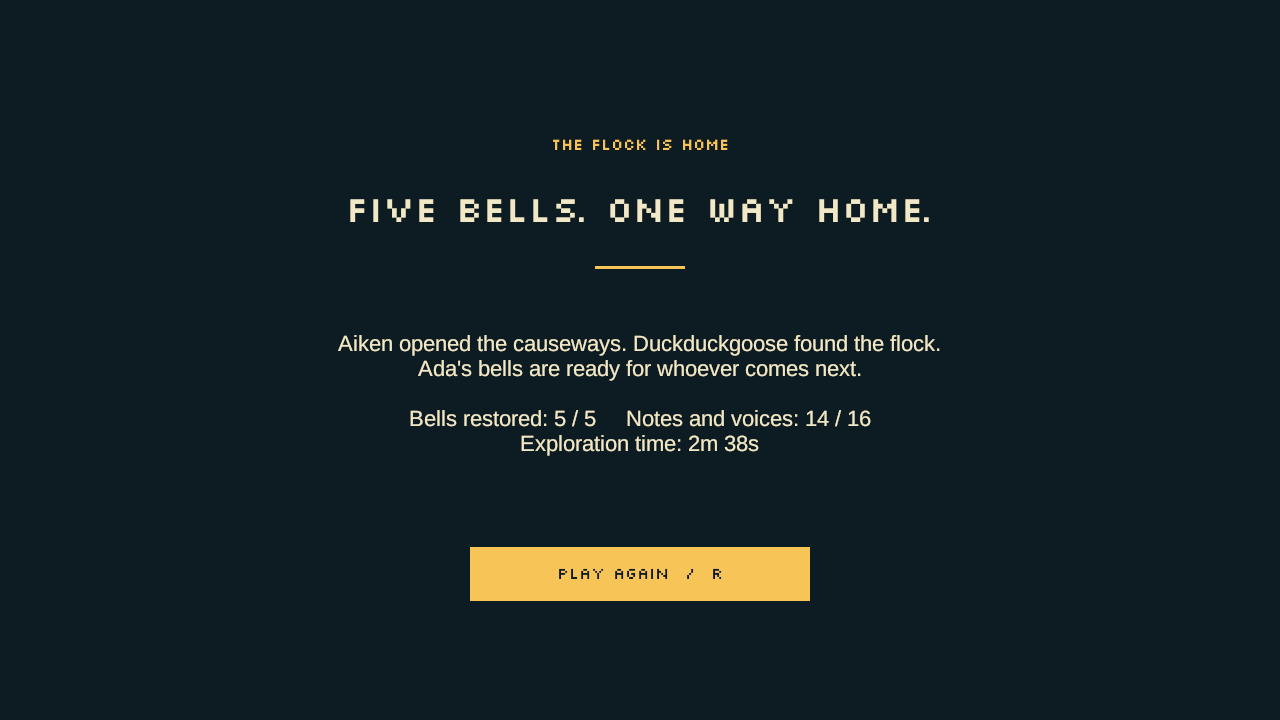 THE FLOCK IS HOME
FIVE BELLS. ONE WAY HOME.
Aiken opened the causeways. Duckduckgoose found the flock.
Ada's bells are ready for whoever comes next.
Bells restored: 5 / 5 Notes and voices: 14 / 16
Exploration time: 2m 38s
PLAY AGAIN / R